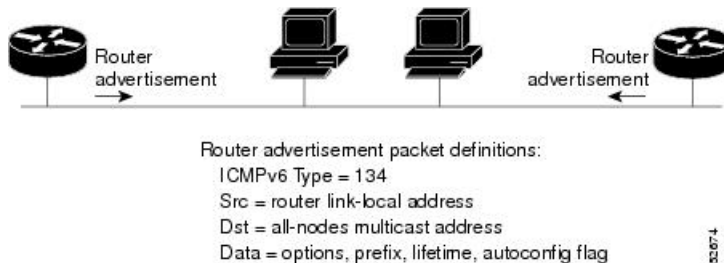 Router
advertisement
Router
advertisement
Router advertisement packet definitions:
ICMPv6 Type = 134
Src = router link-local address
Dst = all-nodes multicast address
Data = options, prefix, lifetime, autoconfig flag
52674